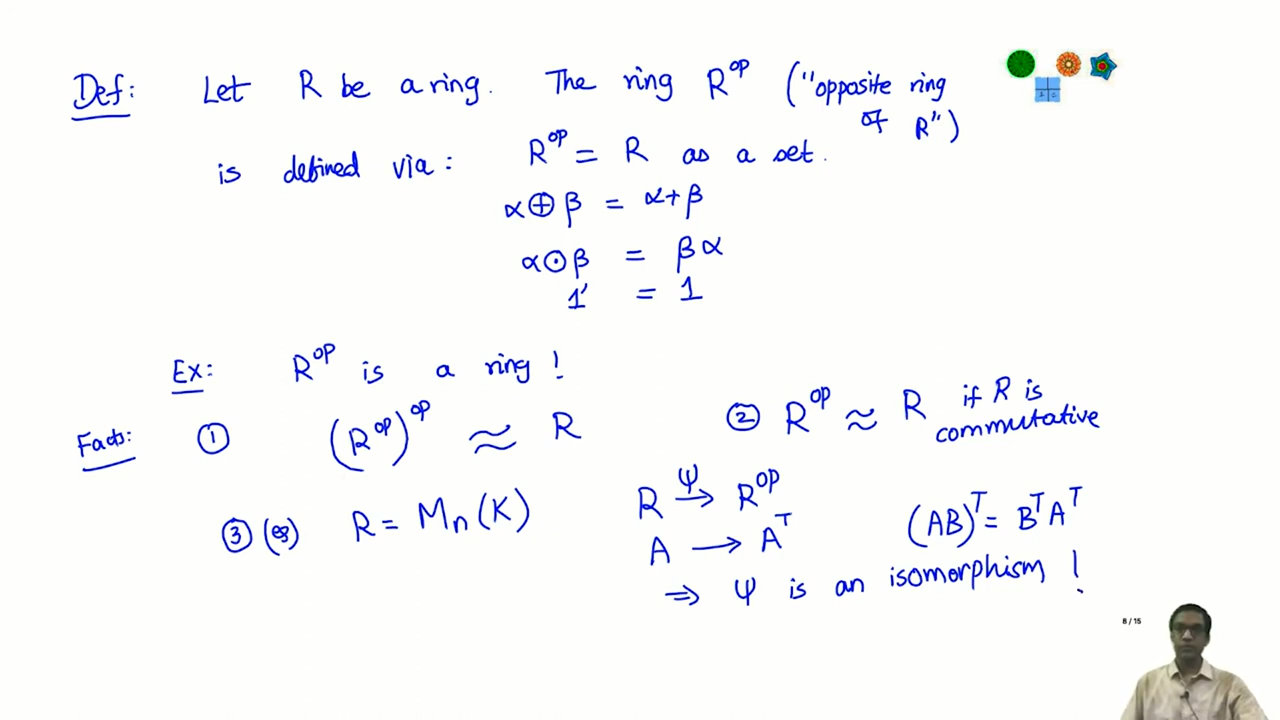 Def: Let R be a ring. The ring R^op ("opposite ring of R")
is defined via: R^op = R as a set.
α ⊕ β = α + β
α ⊙ β = βα
1' = 1
Ex: R^op is a ring !
Facts: ① (R^op)^op ≈ R ② R^op ≈ R if R is commutative
③ (eg) R = Mn(K) R →^ψ R^op
A → A^T (AB)^T = B^T A^T
⇒ ψ is an isomorphism !
8 / 15